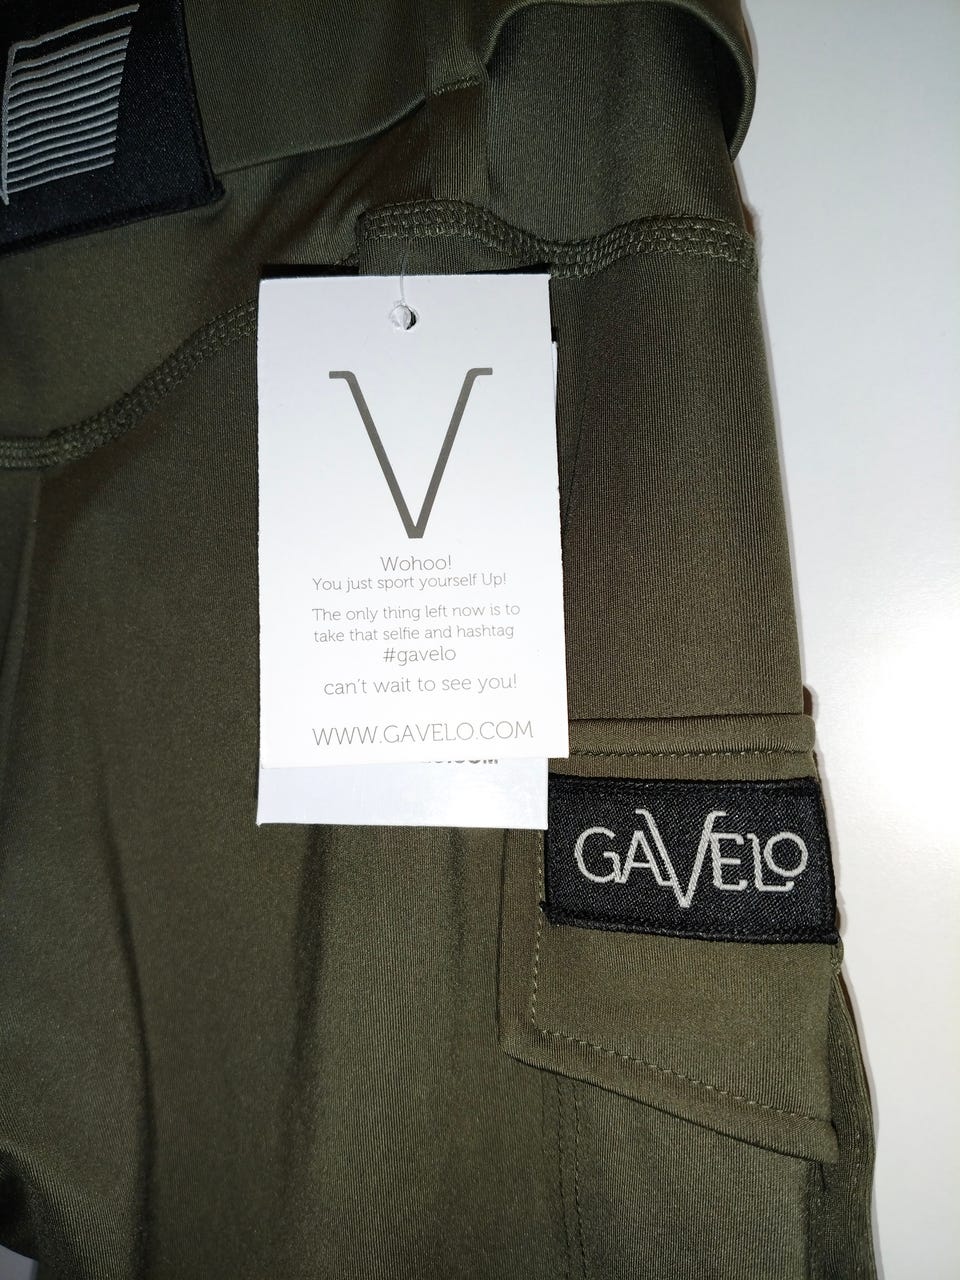 V
Wohoo!
You just sport yourself Up!
The only thing left now is to
take that selfie and hashtag
#gavelo
can't wait to see you!
WWW.GAVELO.COM
GAVELO